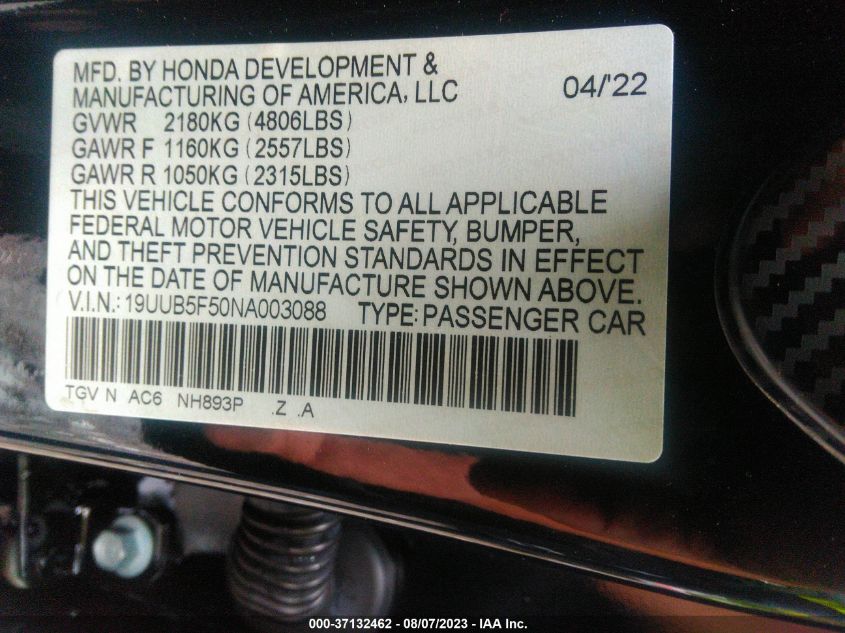 MFD. BY HONDA DEVELOPMENT &
MANUFACTURING OF AMERICA, LLC 04/'22
GVWR 2180KG (4806LBS)
GAWR F 1160KG (2557LBS)
GAWR R 1050KG (2315LBS)
THIS VEHICLE CONFORMS TO ALL APPLICABLE
FEDERAL MOTOR VEHICLE SAFETY, BUMPER,
AND THEFT PREVENTION STANDARDS IN EFFECT
ON THE DATE OF MANUFACTURE SHOWN ABOVE.
V.I.N.: 19UUB5F50NA003088 TYPE: PASSENGER CAR
TGV N AC6 NH893P .Z .A
000-37132462 - 08/07/2023 - IAA Inc.